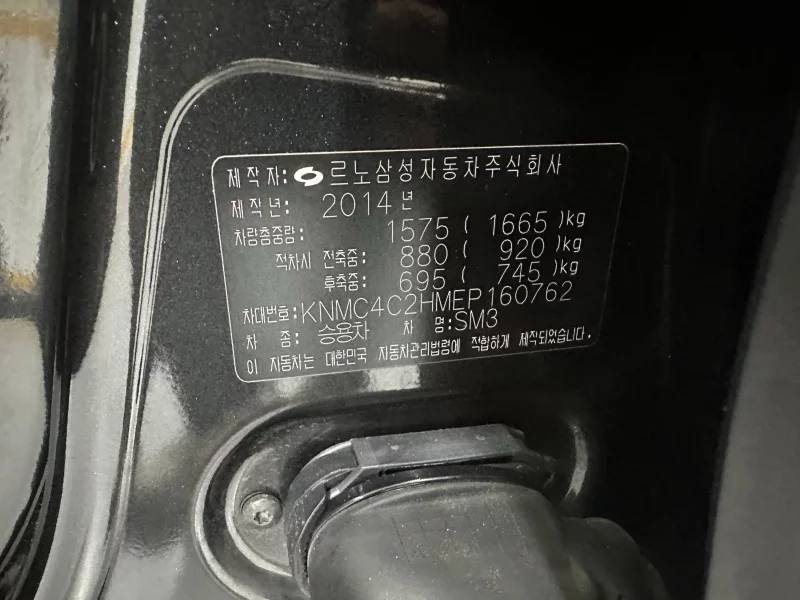 제 작 자: 르노삼성자동차주식회사
제 작 년: 2014년
차량총중량: 1575 ( 1665 )kg
적차시 전축중: 880 ( 920 )kg
후축중: 695 ( 745 )kg
차대번호: KNMC4C2HMEP160762
차 종: 승용차 차 명: SM3
이 자동차는 대한민국 자동차관리법령에 적합하게 제작되었습니다.